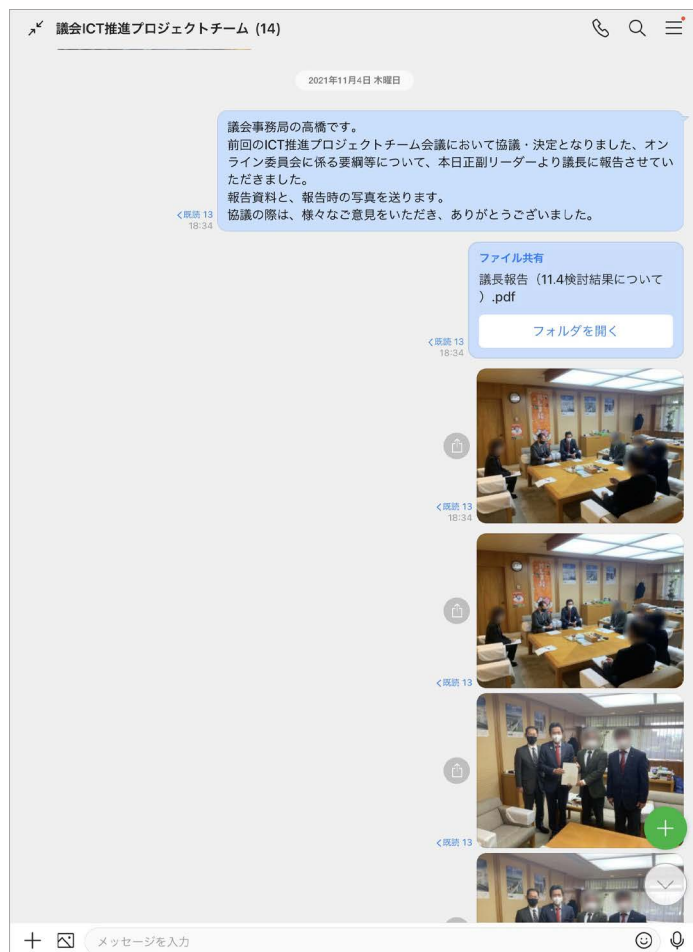 議会ICT推進プロジェクトチーム (14)
2021年11月4日 木曜日
議会事務局の高橋です。
前回のICT推進プロジェクトチーム会議において協議・決定となりました、オン
ライン委員会に係る要綱等について、本日正副リーダーより議長に報告させてい
ただきました。
報告資料と、報告時の写真を送ります。
協議の際は、様々なご意見をいただき、ありがとうございました。
既読 13
18:34
ファイル共有
議長報告（11.4検討結果について
）.pdf
フォルダを開く
既読 13
18:34
既読 13
18:34
既読 13
既読 13
メッセージを入力